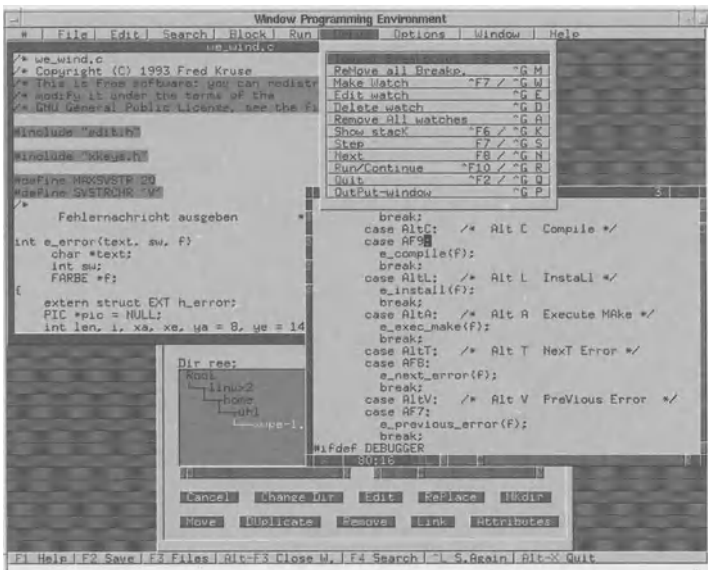 Window Programming Environment
# File Edit Search Block Run Options Window Help
we_wind.c
/* we_wind.c
/* Copyright (C) 1993 Fred Kruse
/* This is free software; you can redistr
/* modify it under the terms of the
/* GNU General Public License, see the fi
#include "edit.h"
#include "kkeys.h"
#define MAXSVSTR 20
#define SVSTRCHR 'V'
/*
Fehlernachricht ausgeben *
int e_error(text, sw, f)
char *text;
int sw;
FARBE *f;
{
extern struct EXT h_error;
PIC *pic = NULL;
int len, i, xa, xe, ya = 8, ye = 14
ReMove all Breakp. ^G M
Make Watch ^F7 / ^G W
Edit watch ^G E
Delete watch ^G D
Remove All watches ^G A
Show stacK ^F6 / ^G K
Step F7 / ^G S
Next F8 / ^G N
Run/Continue ^F10 / ^G R
Quit ^F2 / ^G Q
OutPut-window ^G P
3
break;
case AltC: /* Alt C Compile */
case AF9:
e_compile(f);
break;
case AltL: /* Alt L InstaLl */
e_install(f);
break;
case AltA: /* Alt A Execute MAke */
e_exec_make(f);
break;
case AltT: /* Alt T NexT Error */
case AF8:
e_next_error(f);
break;
case AltV: /* Alt V PreVious Error */
case AF7:
e_previous_error(f);
break;
#ifdef DEBUGGER
80:16
Dir ree:
Root
linux2
home
uhl
wpe-1.
Cancel Change Dir Edit RePlace MKdir
Move DUplicate Remove Link Attributes
F1 Help | F2 Save | F3 Files | Alt-F3 Close W. | F4 Search | ^L S.Again | Alt-X Quit